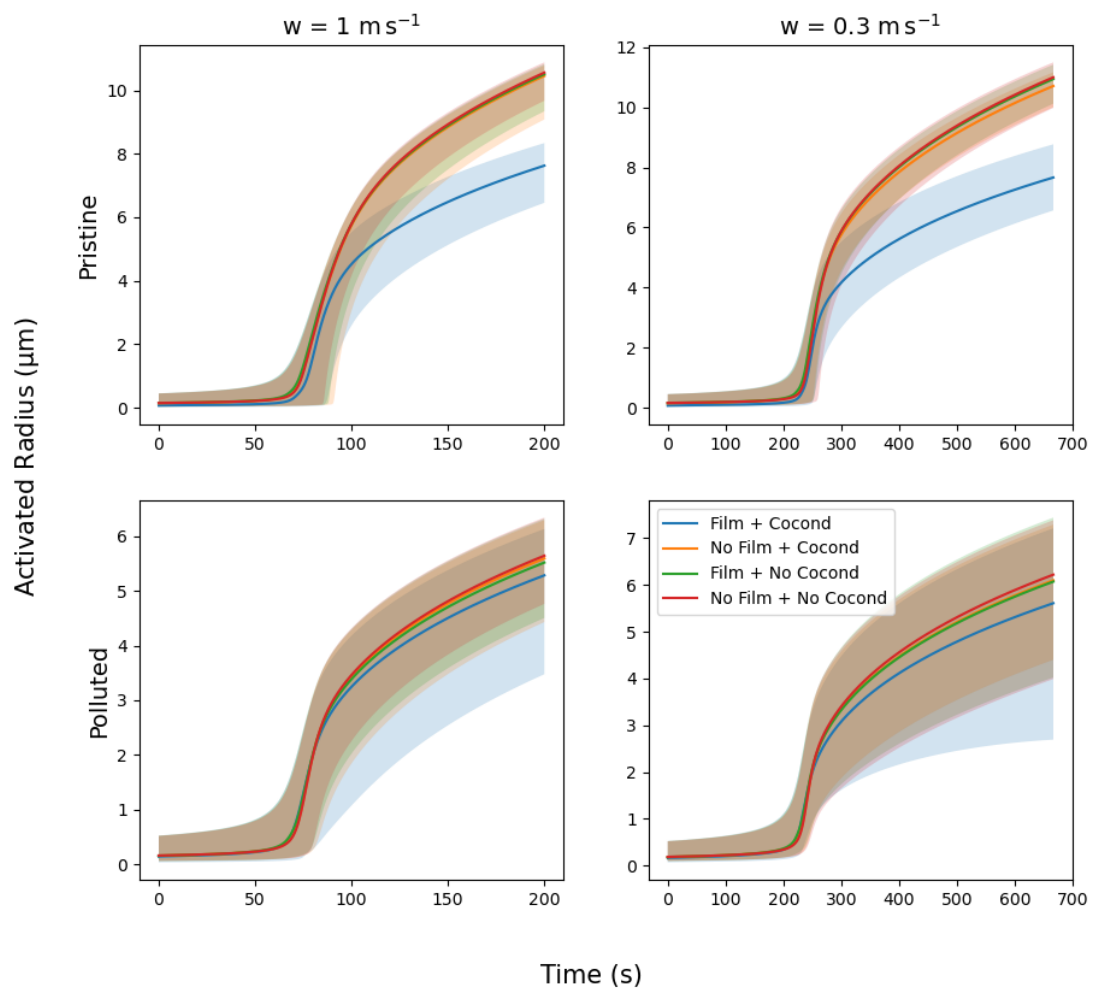 w = 1 m s⁻¹
w = 0.3 m s⁻¹
Activated Radius (µm)
Pristine
10
8
6
4
2
0
0 50 100 150 200
12
10
8
6
4
2
0
0 100 200 300 400 500 600 700
Polluted
6
5
4
3
2
1
0
0 50 100 150 200
7
6
5
4
3
2
1
0
Film + Cocond
No Film + Cocond
Film + No Cocond
No Film + No Cocond
0 100 200 300 400 500 600 700
Time (s)